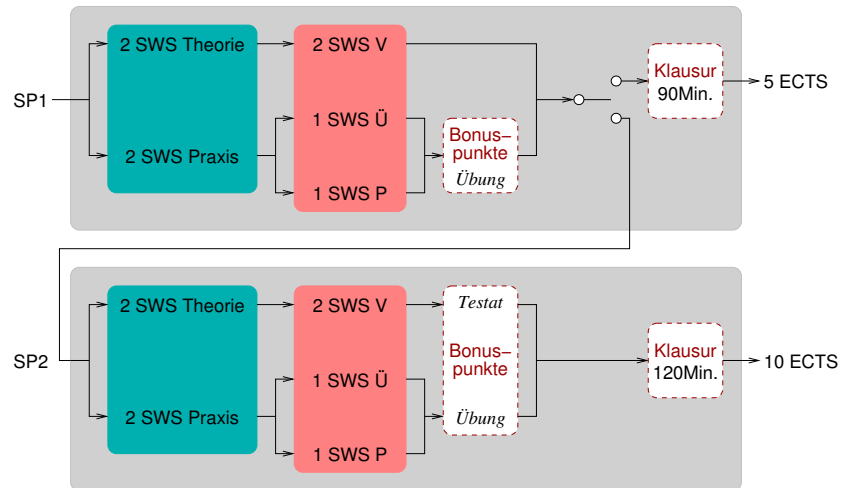 2 SWS Theorie
2 SWS V
Klausur
90Min.
5 ECTS
SP1
1 SWS Ü
Bonus–
punkte
Übung
2 SWS Praxis
1 SWS P
2 SWS Theorie
2 SWS V
Testat
SP2
Bonus–
punkte
Klausur
120Min.
10 ECTS
1 SWS Ü
2 SWS Praxis
Übung
1 SWS P